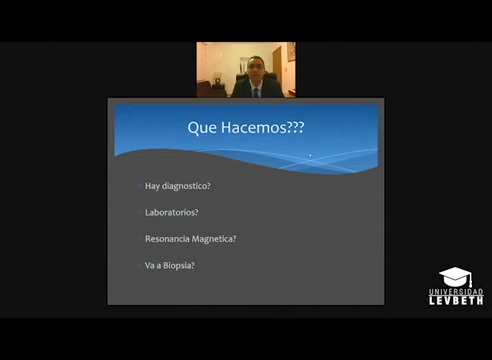 Que Hacemos???
Hay diagnostico?
Laboratorios?
Resonancia Magnetica?
Va a Biopsia?
UNIVERSIDAD
LEVBETH